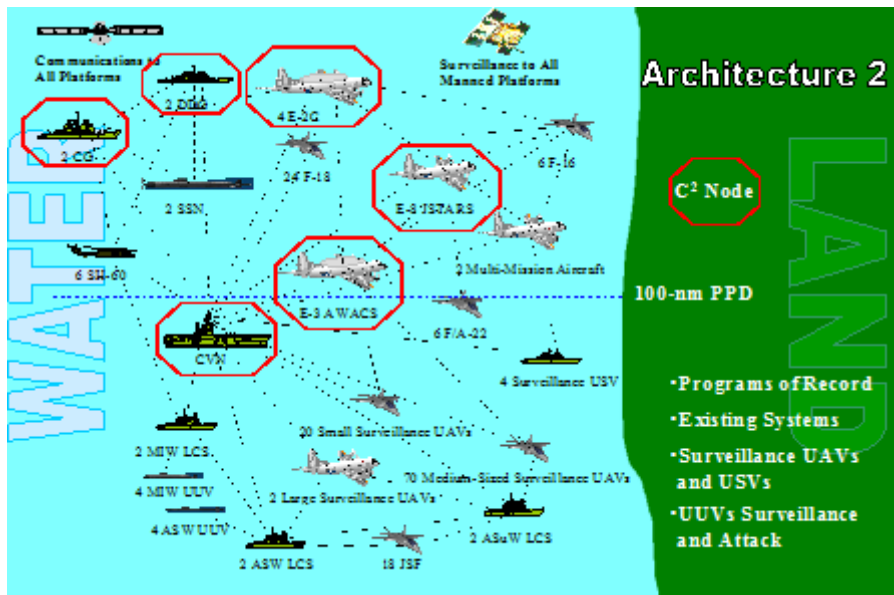 Communications to
All Platforms
Surveillance to All
Manned Platforms
Architecture 2
2 DDG
4 E-2G
2 CG
24 F-18
6 F-16
E-8 JSTARS
C² Node
2 SSN
6 SH-60
2 Multi-Mission Aircraft
100-nm PPD
E-3 AWACS
6 F/A-22
CVN
4 Surveillance USV
•Programs of Record
20 Small Surveillance UAVs
•Existing Systems
2 MIW LCS
70 Medium-Sized Surveillance UAVs
•Surveillance UAVs
and USVs
4 MIW UUV
2 Large Surveillance UAVs
•UUVs Surveillance
and Attack
4 ASW UUV
2 ASuW LCS
2 ASW LCS
18 JSF
WATER
LAND